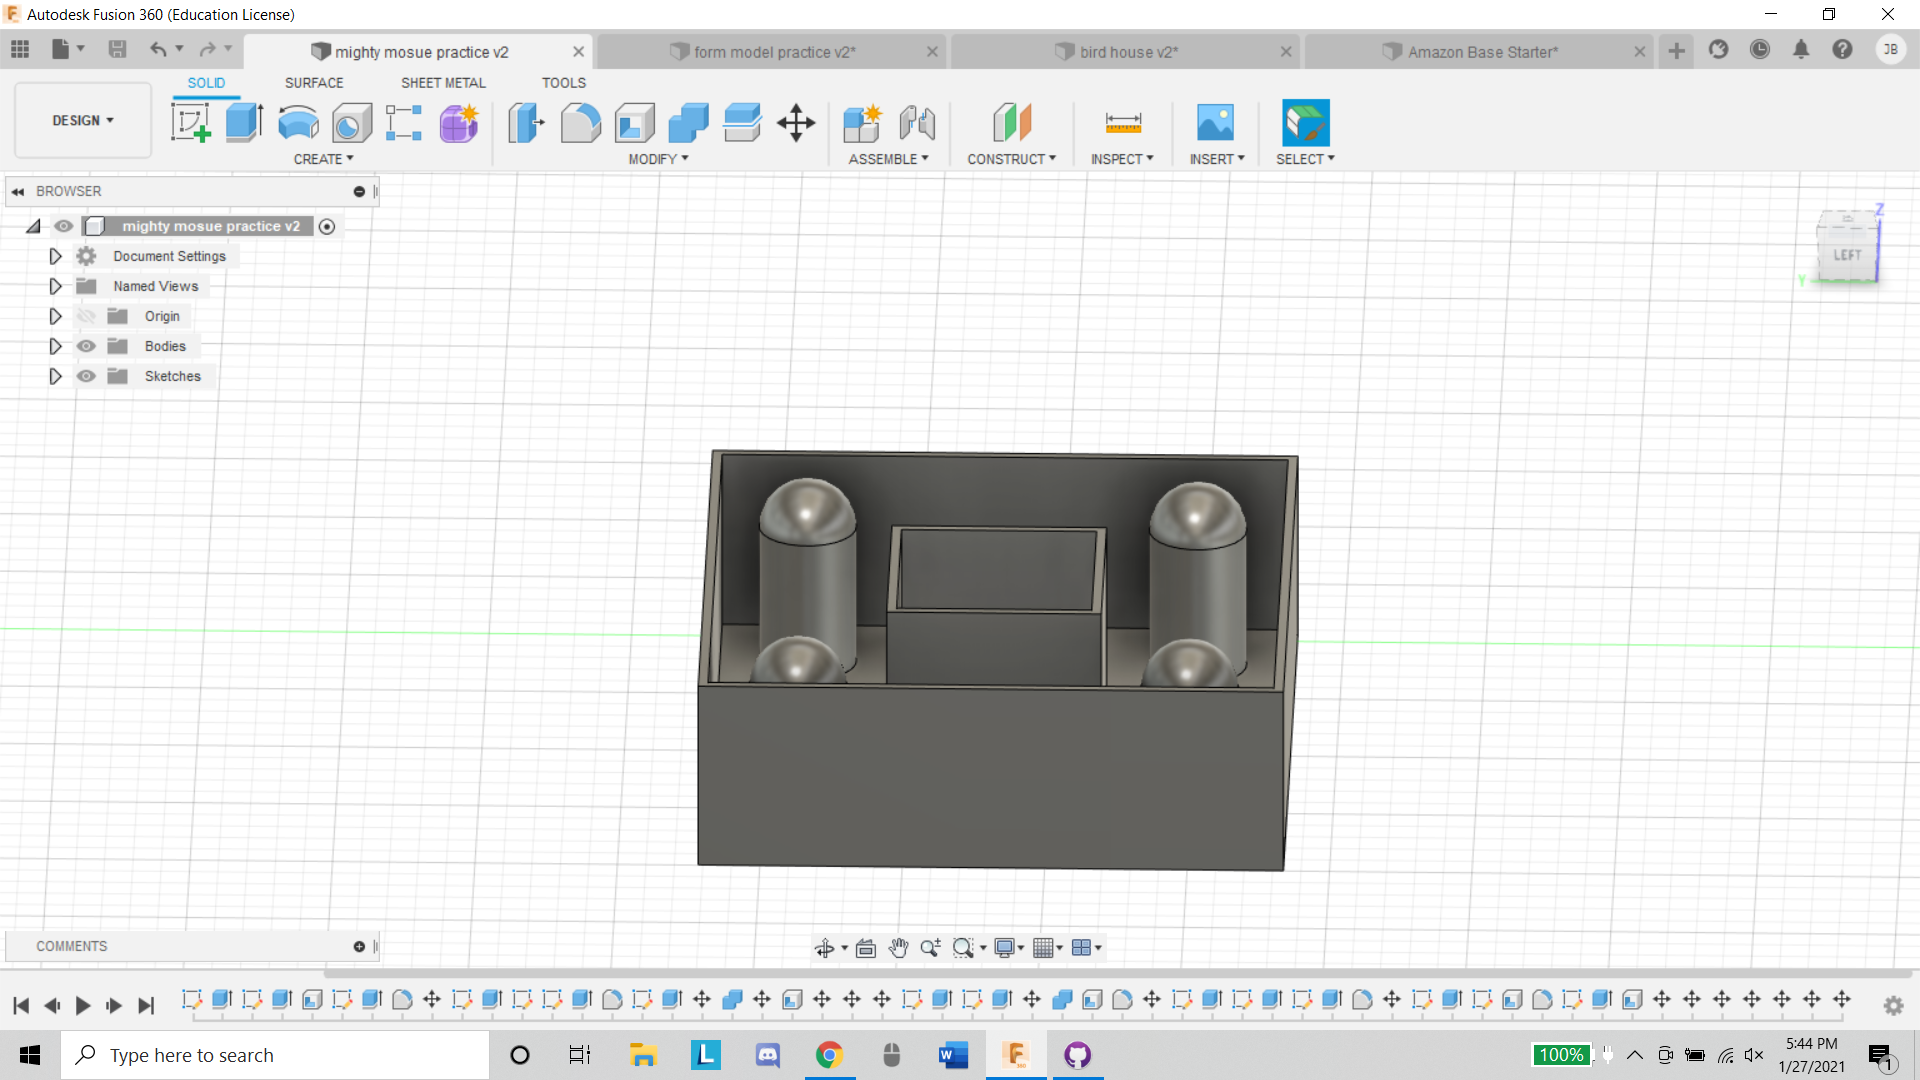 Autodesk Fusion 360 (Education License)
mighty mosue practice v2
form model practice v2*
bird house v2*
Amazon Base Starter*
JB
SOLID
SURFACE
SHEET METAL
TOOLS
DESIGN
CREATE
MODIFY
ASSEMBLE
CONSTRUCT
INSPECT
INSERT
SELECT
BROWSER
mighty mosue practice v2
Document Settings
Named Views
Origin
Bodies
Sketches
Z
LEFT
Y
COMMENTS
Type here to search
100%
5:44 PM
1/27/2021
1